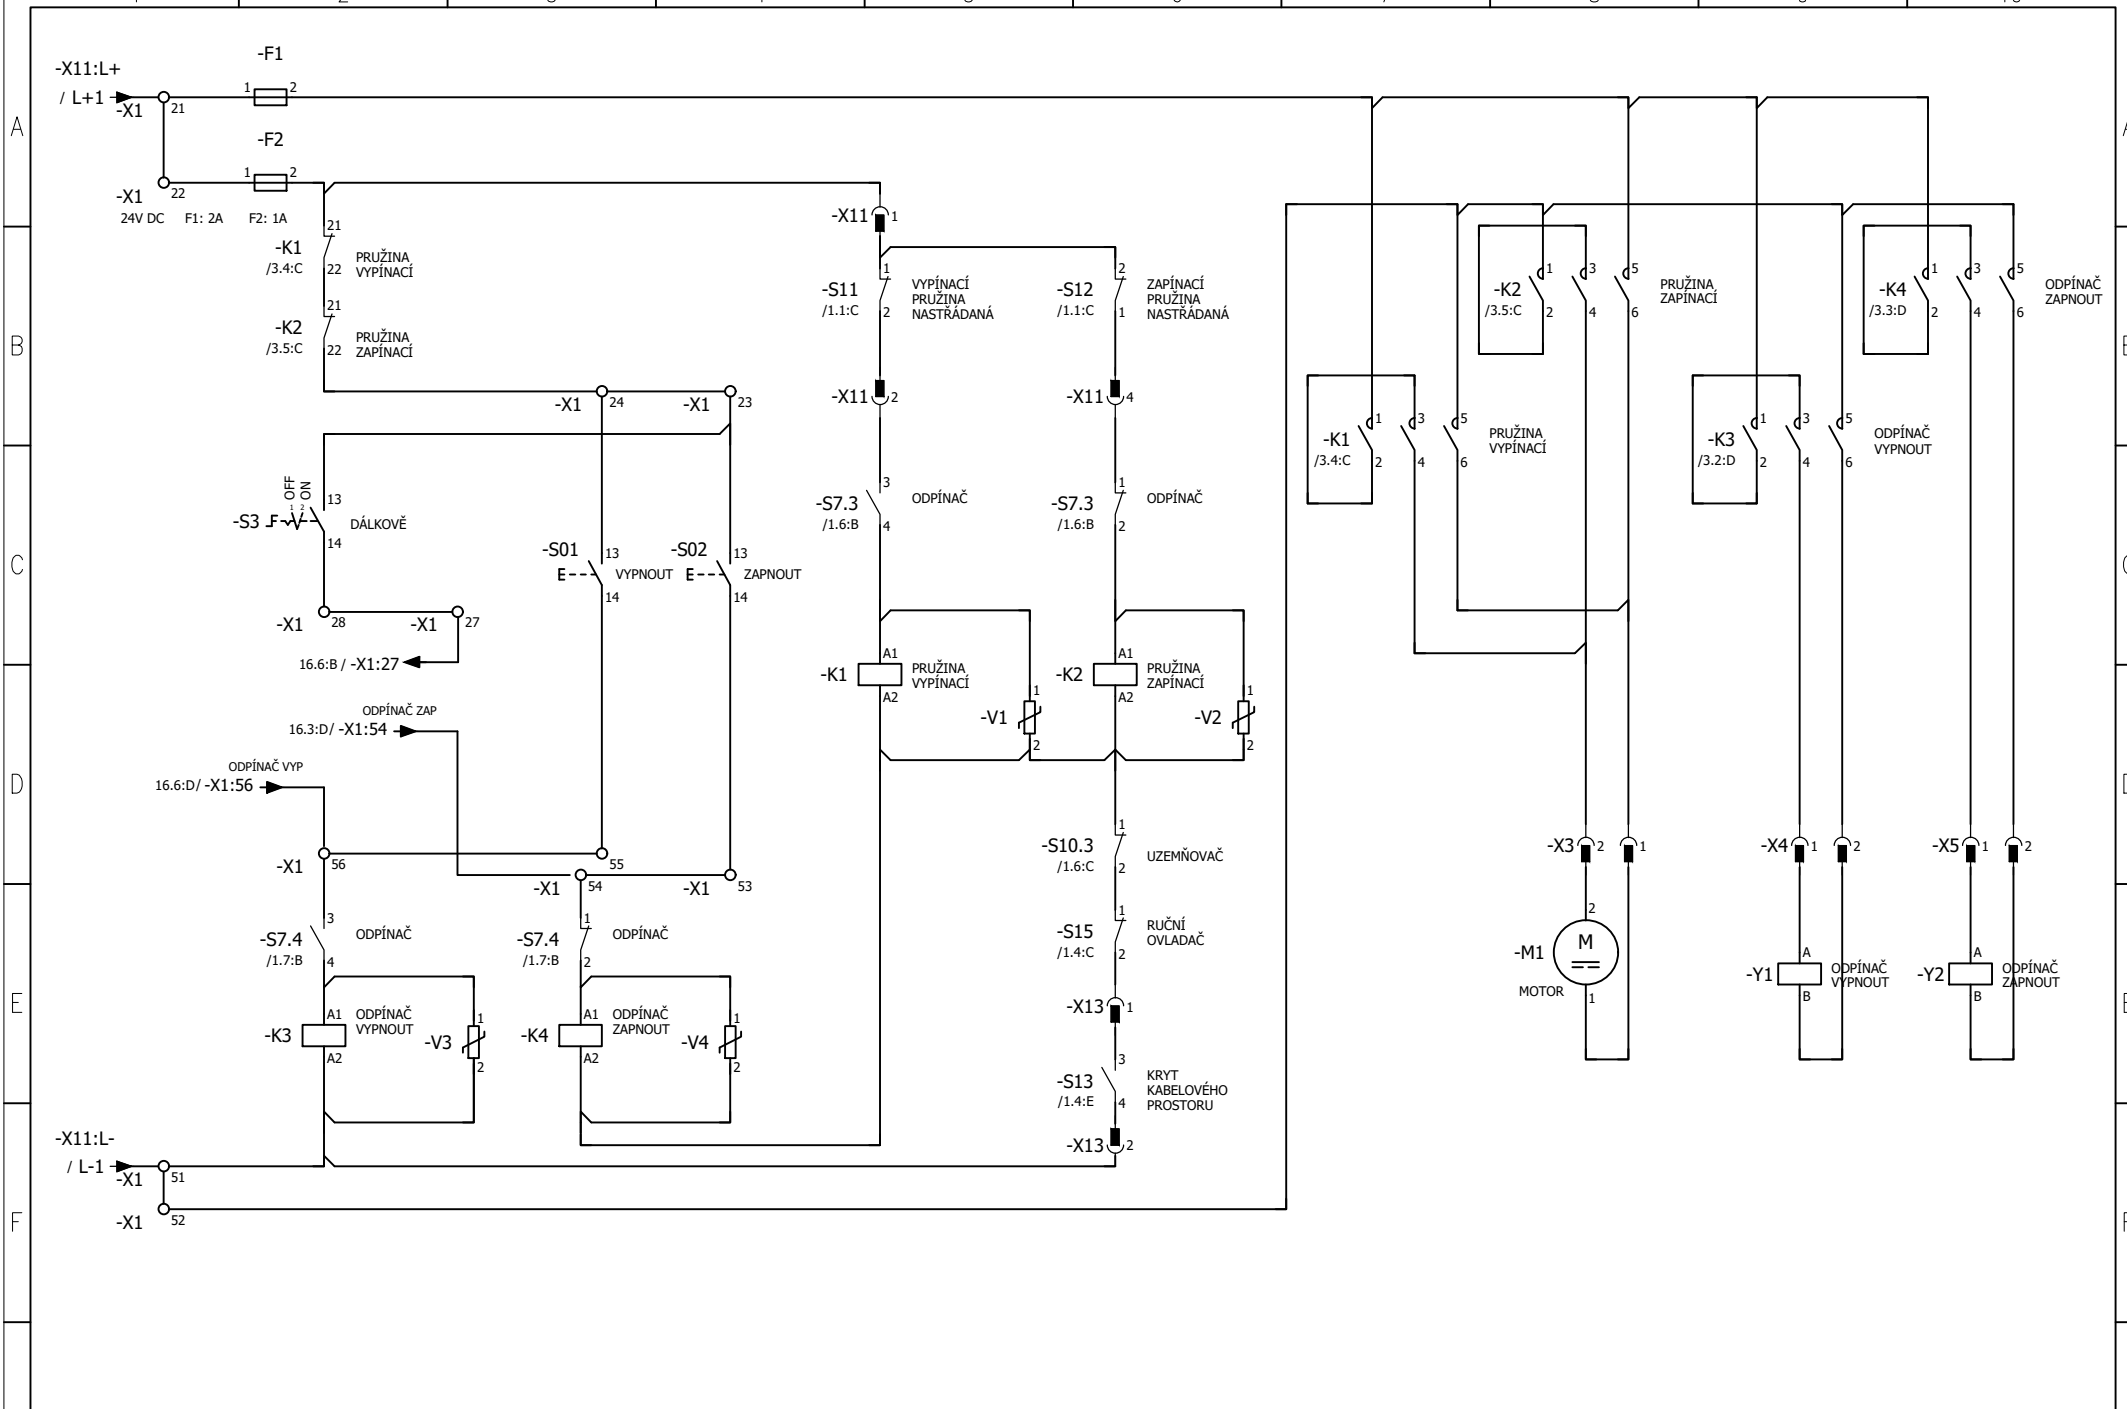 -F1
-X11:L+
/ L+1
-X1
21
1
2
A
-F2
1
2
-X1
22
24V DC F1: 2A F2: 1A
-X11
1
21
-K1
/3.4:C
22
PRUŽINA
VYPÍNACÍ
21
-K2
/3.5:C
22
PRUŽINA
ZAPÍNACÍ
B
1
-S11
/1.1:C
2
VYPÍNACÍ
PRUŽINA
NASTŘÁDANÁ
2
-S12
/1.1:C
1
ZAPÍNACÍ
PRUŽINA
NASTŘÁDANÁ
1
3
5
-K2
/3.5:C
2
4
6
PRUŽINA
ZAPÍNACÍ
1
3
5
-K4
/3.3:D
2
4
6
ODPÍNAČ
ZAPNOUT
-X1
24
-X1
23
-X11
2
-X11
4
1
3
5
-K1
/3.4:C
2
4
6
PRUŽINA
VYPÍNACÍ
1
3
5
-K3
/3.2:D
2
4
6
ODPÍNAČ
VYPNOUT
OFF
ON
1
2
-S3
13
14
DÁLKOVĚ
3
-S7.3
/1.6:B
4
ODPÍNAČ
1
-S7.3
/1.6:B
2
ODPÍNAČ
C
-S01
13
14
VYPNOUT
-S02
13
14
ZAPNOUT
-X1
28
-X1
27
16.6:B / -X1:27
-K1
A1
A2
PRUŽINA
VYPÍNACÍ
-V1
1
2
-K2
A1
A2
PRUŽINA
ZAPÍNACÍ
-V2
1
2
ODPÍNAČ ZAP
16.3:D/ -X1:54
ODPÍNAČ VYP
16.6:D/ -X1:56
D
-X1
56
55
-X1
54
-X1
53
1
-S10.3
/1.6:C
2
UZEMŇOVAČ
-X3
2
1
-X4
1
2
-X5
1
2
3
-S7.4
/1.7:B
4
ODPÍNAČ
1
-S7.4
/1.7:B
2
ODPÍNAČ
1
-S15
/1.4:C
2
RUČNÍ
OVLADAČ
2
-M1
M
MOTOR
1
-Y1
A
B
ODPÍNAČ
VYPNOUT
-Y2
A
B
ODPÍNAČ
ZAPNOUT
E
-K3
A1
A2
ODPÍNAČ
VYPNOUT
-V3
1
2
-K4
A1
A2
ODPÍNAČ
ZAPNOUT
-V4
1
2
-X13
1
3
-S13
/1.4:E
4
KRYT
KABELOVÉHO
PROSTORU
-X13
2
-X11:L-
/ L-1
-X1
51
-X1
52
F